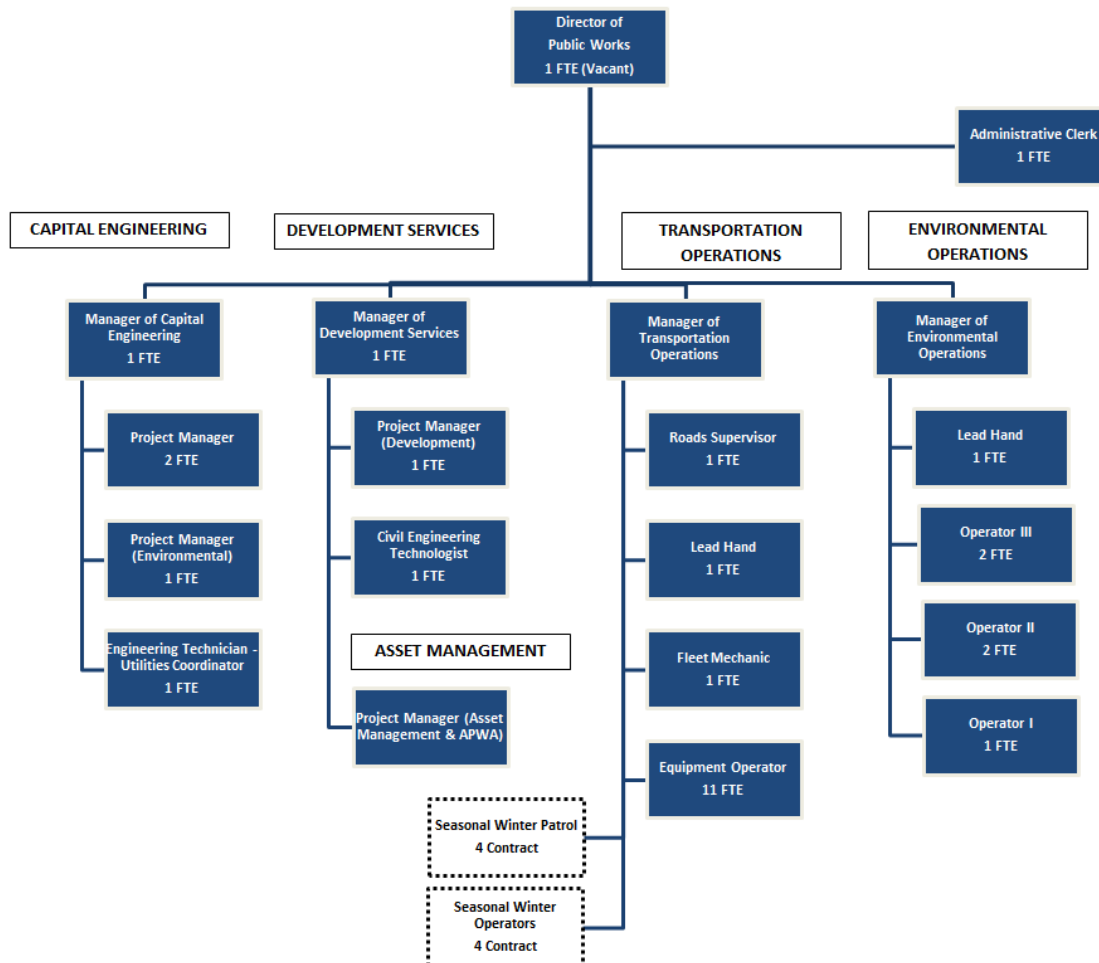 Director of
Public Works
1 FTE (Vacant)
Administrative Clerk
1 FTE
CAPITAL ENGINEERING
DEVELOPMENT SERVICES
TRANSPORTATION
OPERATIONS
ENVIRONMENTAL
OPERATIONS
Manager of Capital
Engineering
1 FTE
Project Manager
2 FTE
Project Manager
(Environmental)
1 FTE
Engineering Technician -
Utilities Coordinator
1 FTE
Manager of
Development Services
1 FTE
Project Manager
(Development)
1 FTE
Civil Engineering
Technologist
1 FTE
ASSET MANAGEMENT
Project Manager (Asset
Management & APWA)
Manager of
Transportation
Operations
Roads Supervisor
1 FTE
Lead Hand
1 FTE
Fleet Mechanic
1 FTE
Equipment Operator
11 FTE
Seasonal Winter Patrol
4 Contract
Seasonal Winter
Operators
4 Contract
Manager of
Environmental
Operations
Lead Hand
1 FTE
Operator III
2 FTE
Operator II
2 FTE
Operator I
1 FTE